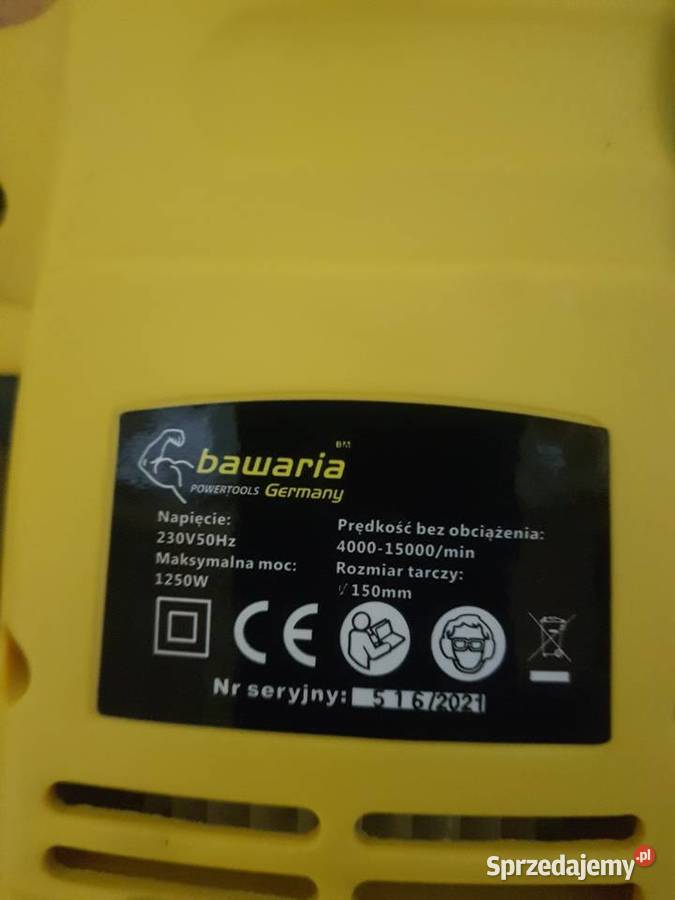 bawaria BM
POWERTOOLS Germany
Napięcie:
230V50Hz
Maksymalna moc:
1250W
Prędkość bez obciążenia:
4000-15000/min
Rozmiar tarczy:
150mm
CE
Nr seryjny: 516/2021
Sprzedajemy.pl